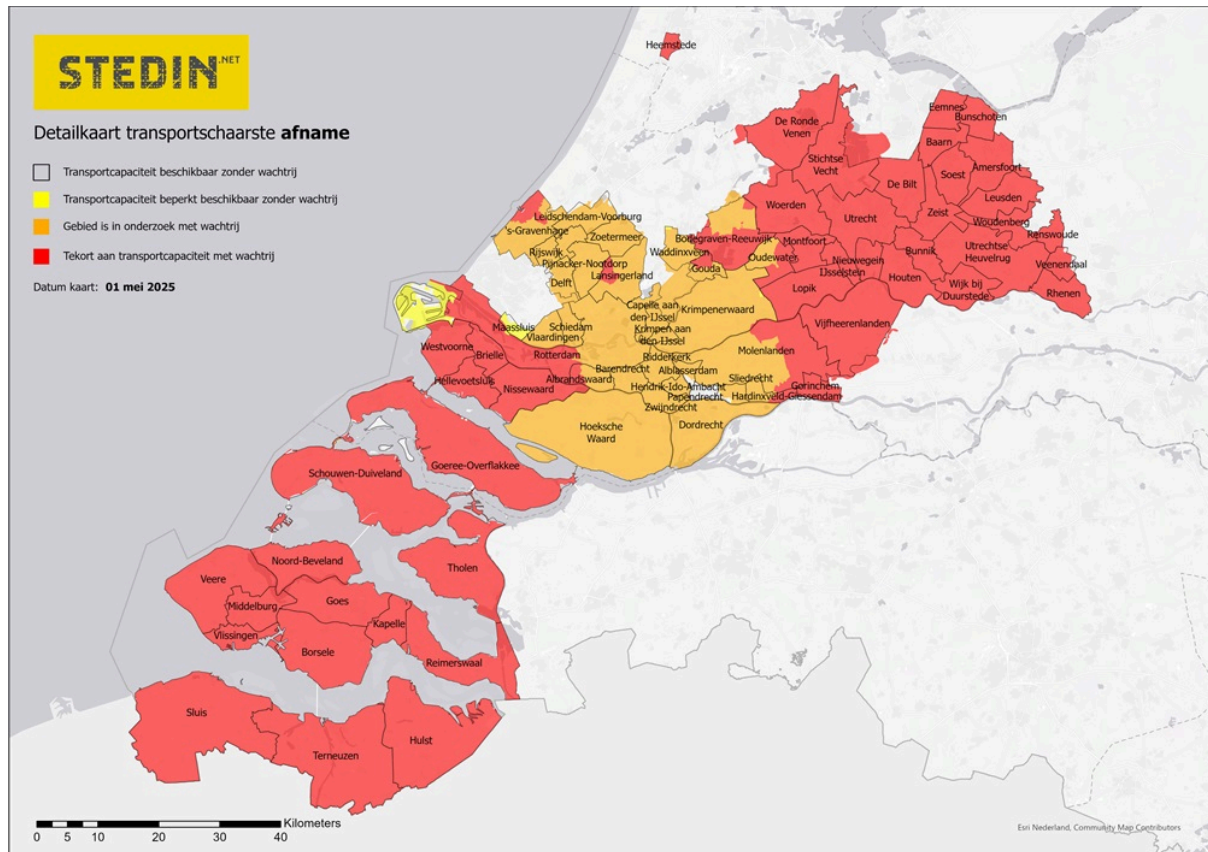 STEDIN.NET
Detailkaart transportschaarste afname
Transportcapaciteit beschikbaar zonder wachtrij
Transportcapaciteit beperkt beschikbaar zonder wachtrij
Gebied is in onderzoek met wachtrij
Tekort aan transportcapaciteit met wachtrij
Datum kaart: 01 mei 2025
Heemstede
De Ronde
Venen
Eemnes
Bunschoten
Baarn
Stichtse
Vecht
Soest
Amersfoort
De Bilt
Leusden
Woerden
Utrecht
Zeist
Woudenberg
Renswoude
Leidschendam-Voorburg
's-Gravenhage
Zoetermeer
Rijswijk
Pijnacker-Nootdorp
Lansingerland
Delft
Waddinxveen
Bodegraven-Reeuwijk
Gouda
Oudewater
Montfoort
Nieuwegein
IJsselstein
Bunnik
Utrechtse
Heuvelrug
Veenendaal
Houten
Wijk bij
Duurstede
Rhenen
Lopik
Vijfheerenlanden
Capelle aan
den IJssel
Krimpenerwaard
Krimpen aan
den IJssel
Maassluis
Vlaardingen
Schiedam
Rotterdam
Westvoorne
Brielle
Hellevoetsluis
Nissewaard
Albrandswaard
Barendrecht
Ridderkerk
Alblasserdam
Molenlanden
Hendrik-Ido-Ambacht
Papendrecht
Sliedrecht
Gorinchem
Hardinxveld-Giessendam
Zwijndrecht
Hoeksche
Waard
Dordrecht
Goeree-Overflakkee
Schouwen-Duiveland
Noord-Beveland
Tholen
Veere
Middelburg
Goes
Kapelle
Vlissingen
Borsele
Reimerswaal
Sluis
Terneuzen
Hulst
Kilometers
0 5 10 20 30 40
Esri Nederland, Community Map Contributors